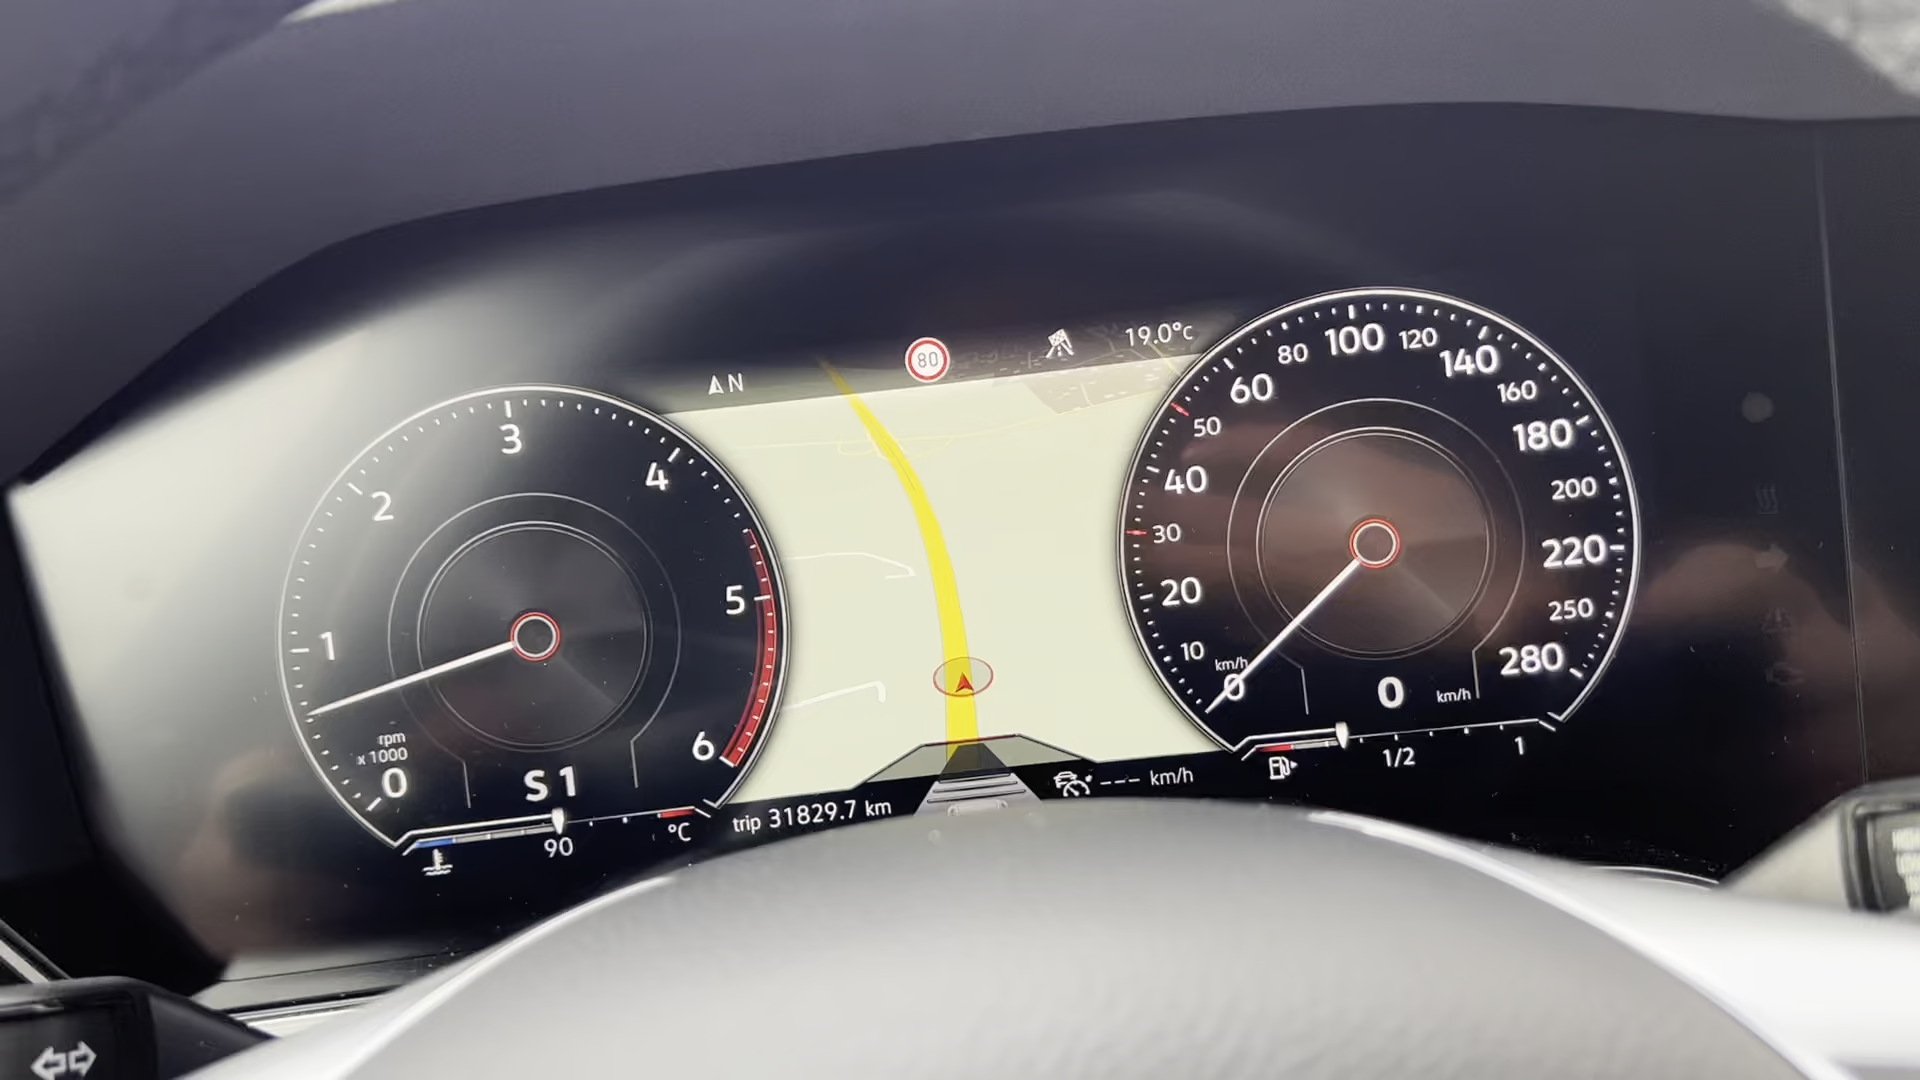 N
80
19.0°C
1
2
3
4
5
6
0
rpm
x 1000
S 1
90
°C
trip 31829.7 km
--- km/h
0
10
20
30
40
50
60
80
100
120
140
160
180
200
220
250
280
km/h
0 km/h
1/2
1